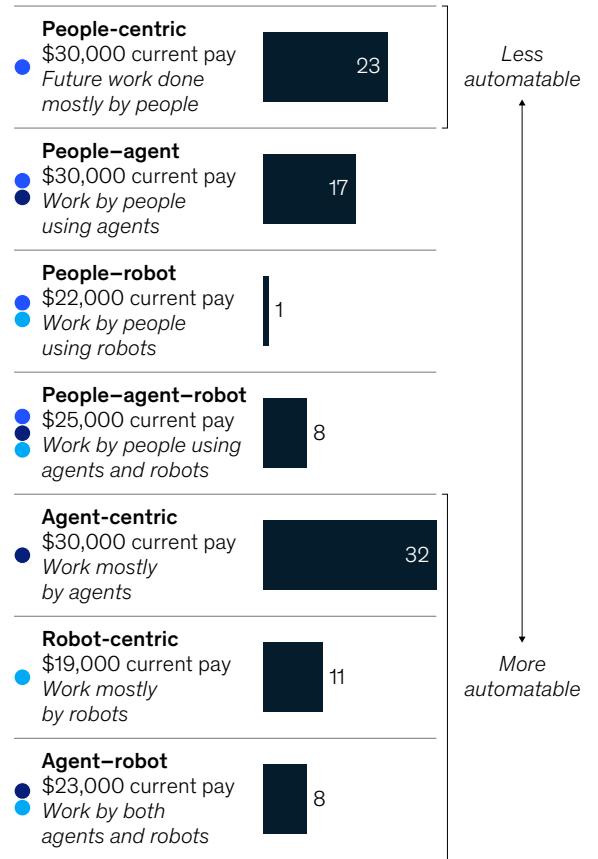 People-centric
$30,000 current pay
Future work done
mostly by people
23
Less
automatable
People–agent
$30,000 current pay
Work by people
using agents
17
People–robot
$22,000 current pay
Work by people
using robots
1
People–agent–robot
$25,000 current pay
Work by people using
agents and robots
8
Agent-centric
$30,000 current pay
Work mostly
by agents
32
Robot-centric
$19,000 current pay
Work mostly
by robots
11
More
automatable
Agent–robot
$23,000 current pay
Work by both
agents and robots
8